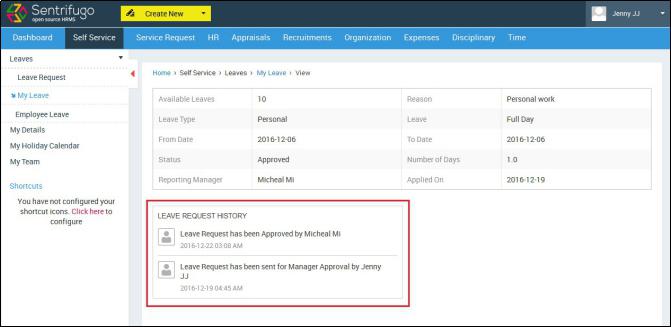 Sentrifugo
open source HRMS
Create New
Jenny JJ
Dashboard Self Service Service Request HR Appraisals Recruitments Organization Expenses Disciplinary Time
Leaves
Leave Request
My Leave
Employee Leave
My Details
My Holiday Calendar
My Team
Shortcuts
You have not configured your
shortcut icons. Click here to
configure
Home › Self Service › Leaves › My Leave › View
Available Leaves 10 Reason Personal work
Leave Type Personal Leave Full Day
From Date 2016-12-06 To Date 2016-12-06
Status Approved Number of Days 1.0
Reporting Manager Micheal Mi Applied On 2016-12-19
LEAVE REQUEST HISTORY
Leave Request has been Approved by Micheal Mi
2016-12-22 03:08 AM
Leave Request has been sent for Manager Approval by Jenny
JJ
2016-12-19 04:45 AM